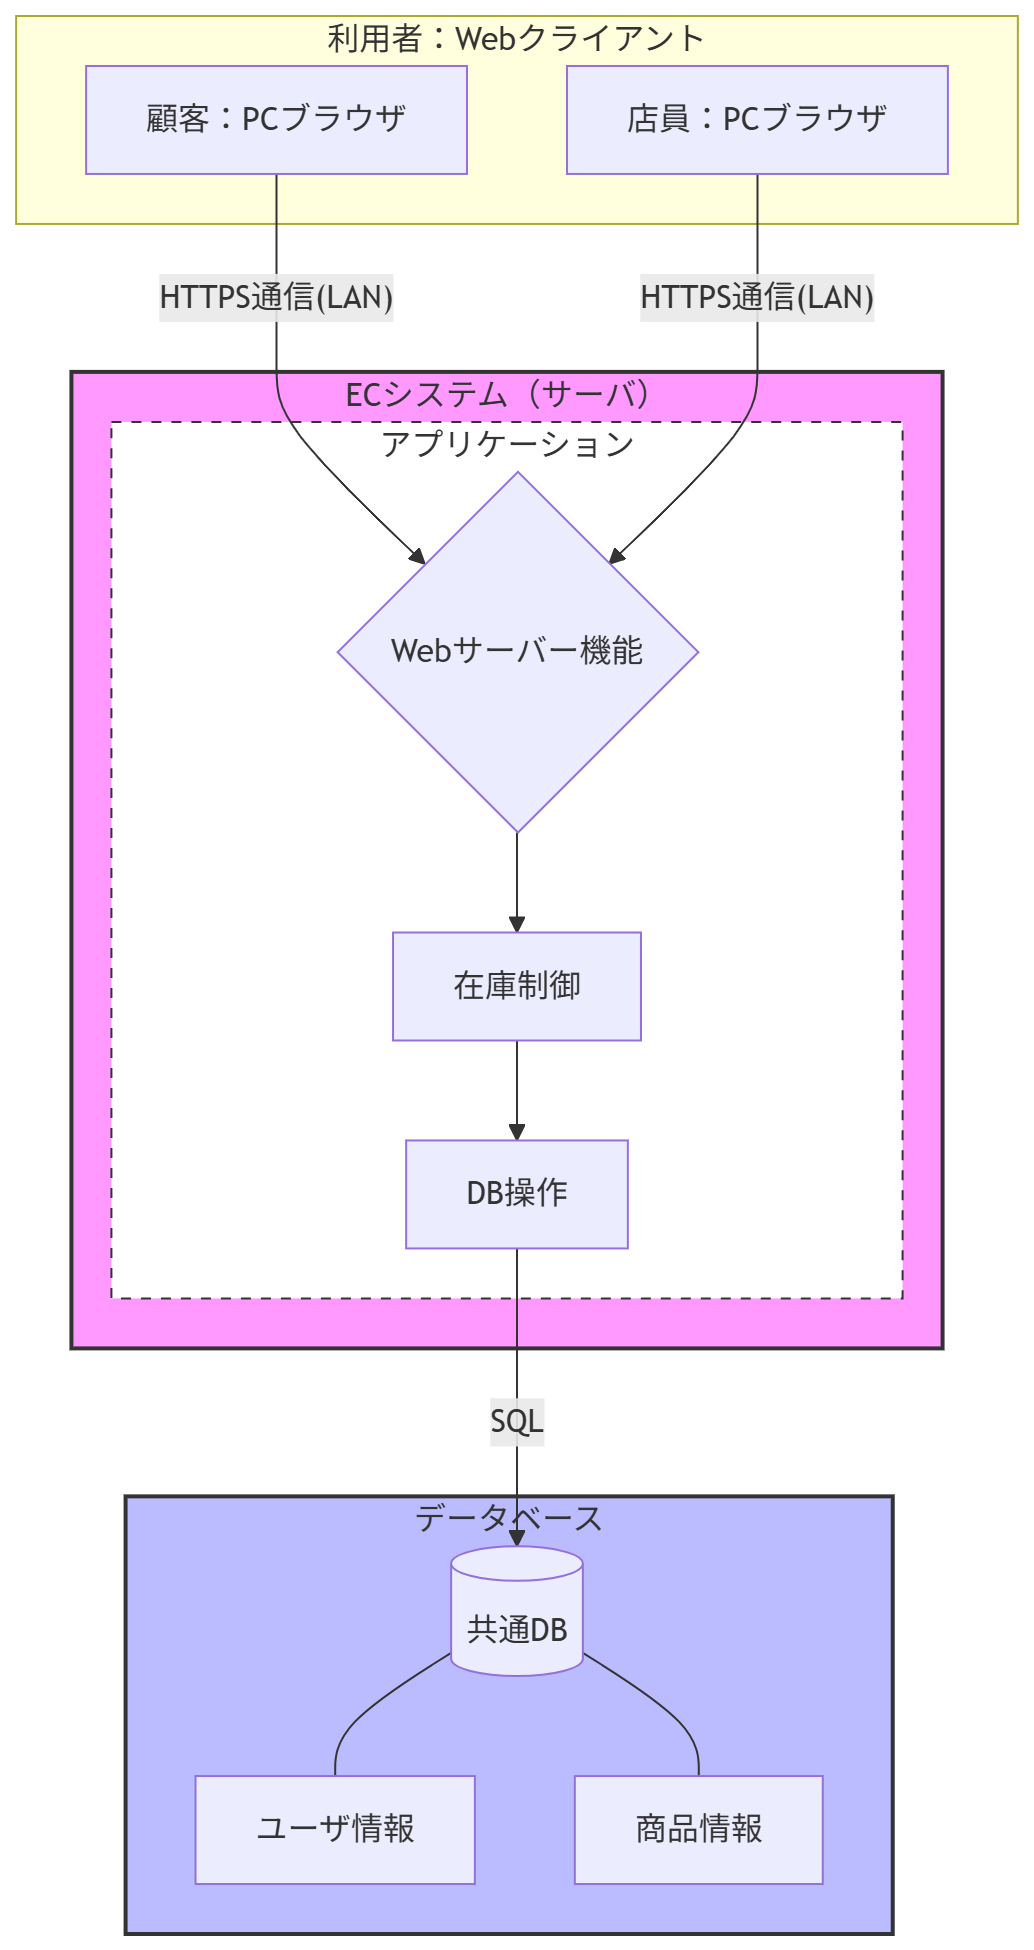 利用者：Webクライアント
顧客：PCブラウザ
店員：PCブラウザ
HTTPS通信(LAN)
HTTPS通信(LAN)
ECシステム（サーバ）
アプリケーション
Webサーバー機能
在庫制御
DB操作
SQL
データベース
共通DB
ユーザ情報
商品情報